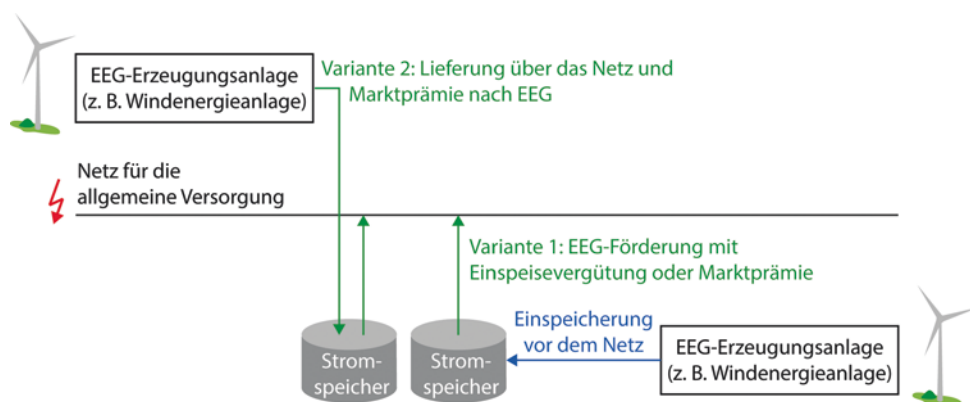 EEG-Erzeugungsanlage
(z. B. Windenergieanlage)
Variante 2: Lieferung über das Netz und
Marktprämie nach EEG
Netz für die
allgemeine Versorgung
Variante 1: EEG-Förderung mit
Einspeisevergütung oder Marktprämie
Einspeicherung
vor dem Netz
Strom-
speicher
Strom-
speicher
EEG-Erzeugungsanlage
(z. B. Windenergieanlage)